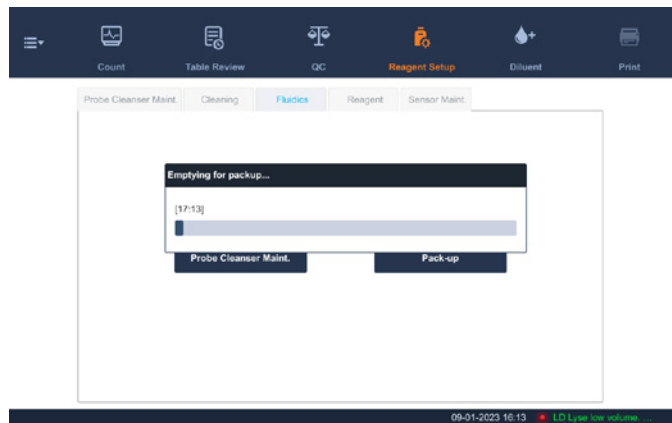 Count Table Review QC Reagent Setup Diluent Print
Probe Cleanser Maint. Cleaning Fluidics Reagent Sensor Maint.
Emptying for packup...
[17:13]
Probe Cleanser Maint. Pack-up
09-01-2023 16:13 LD Lyse low volume. ...